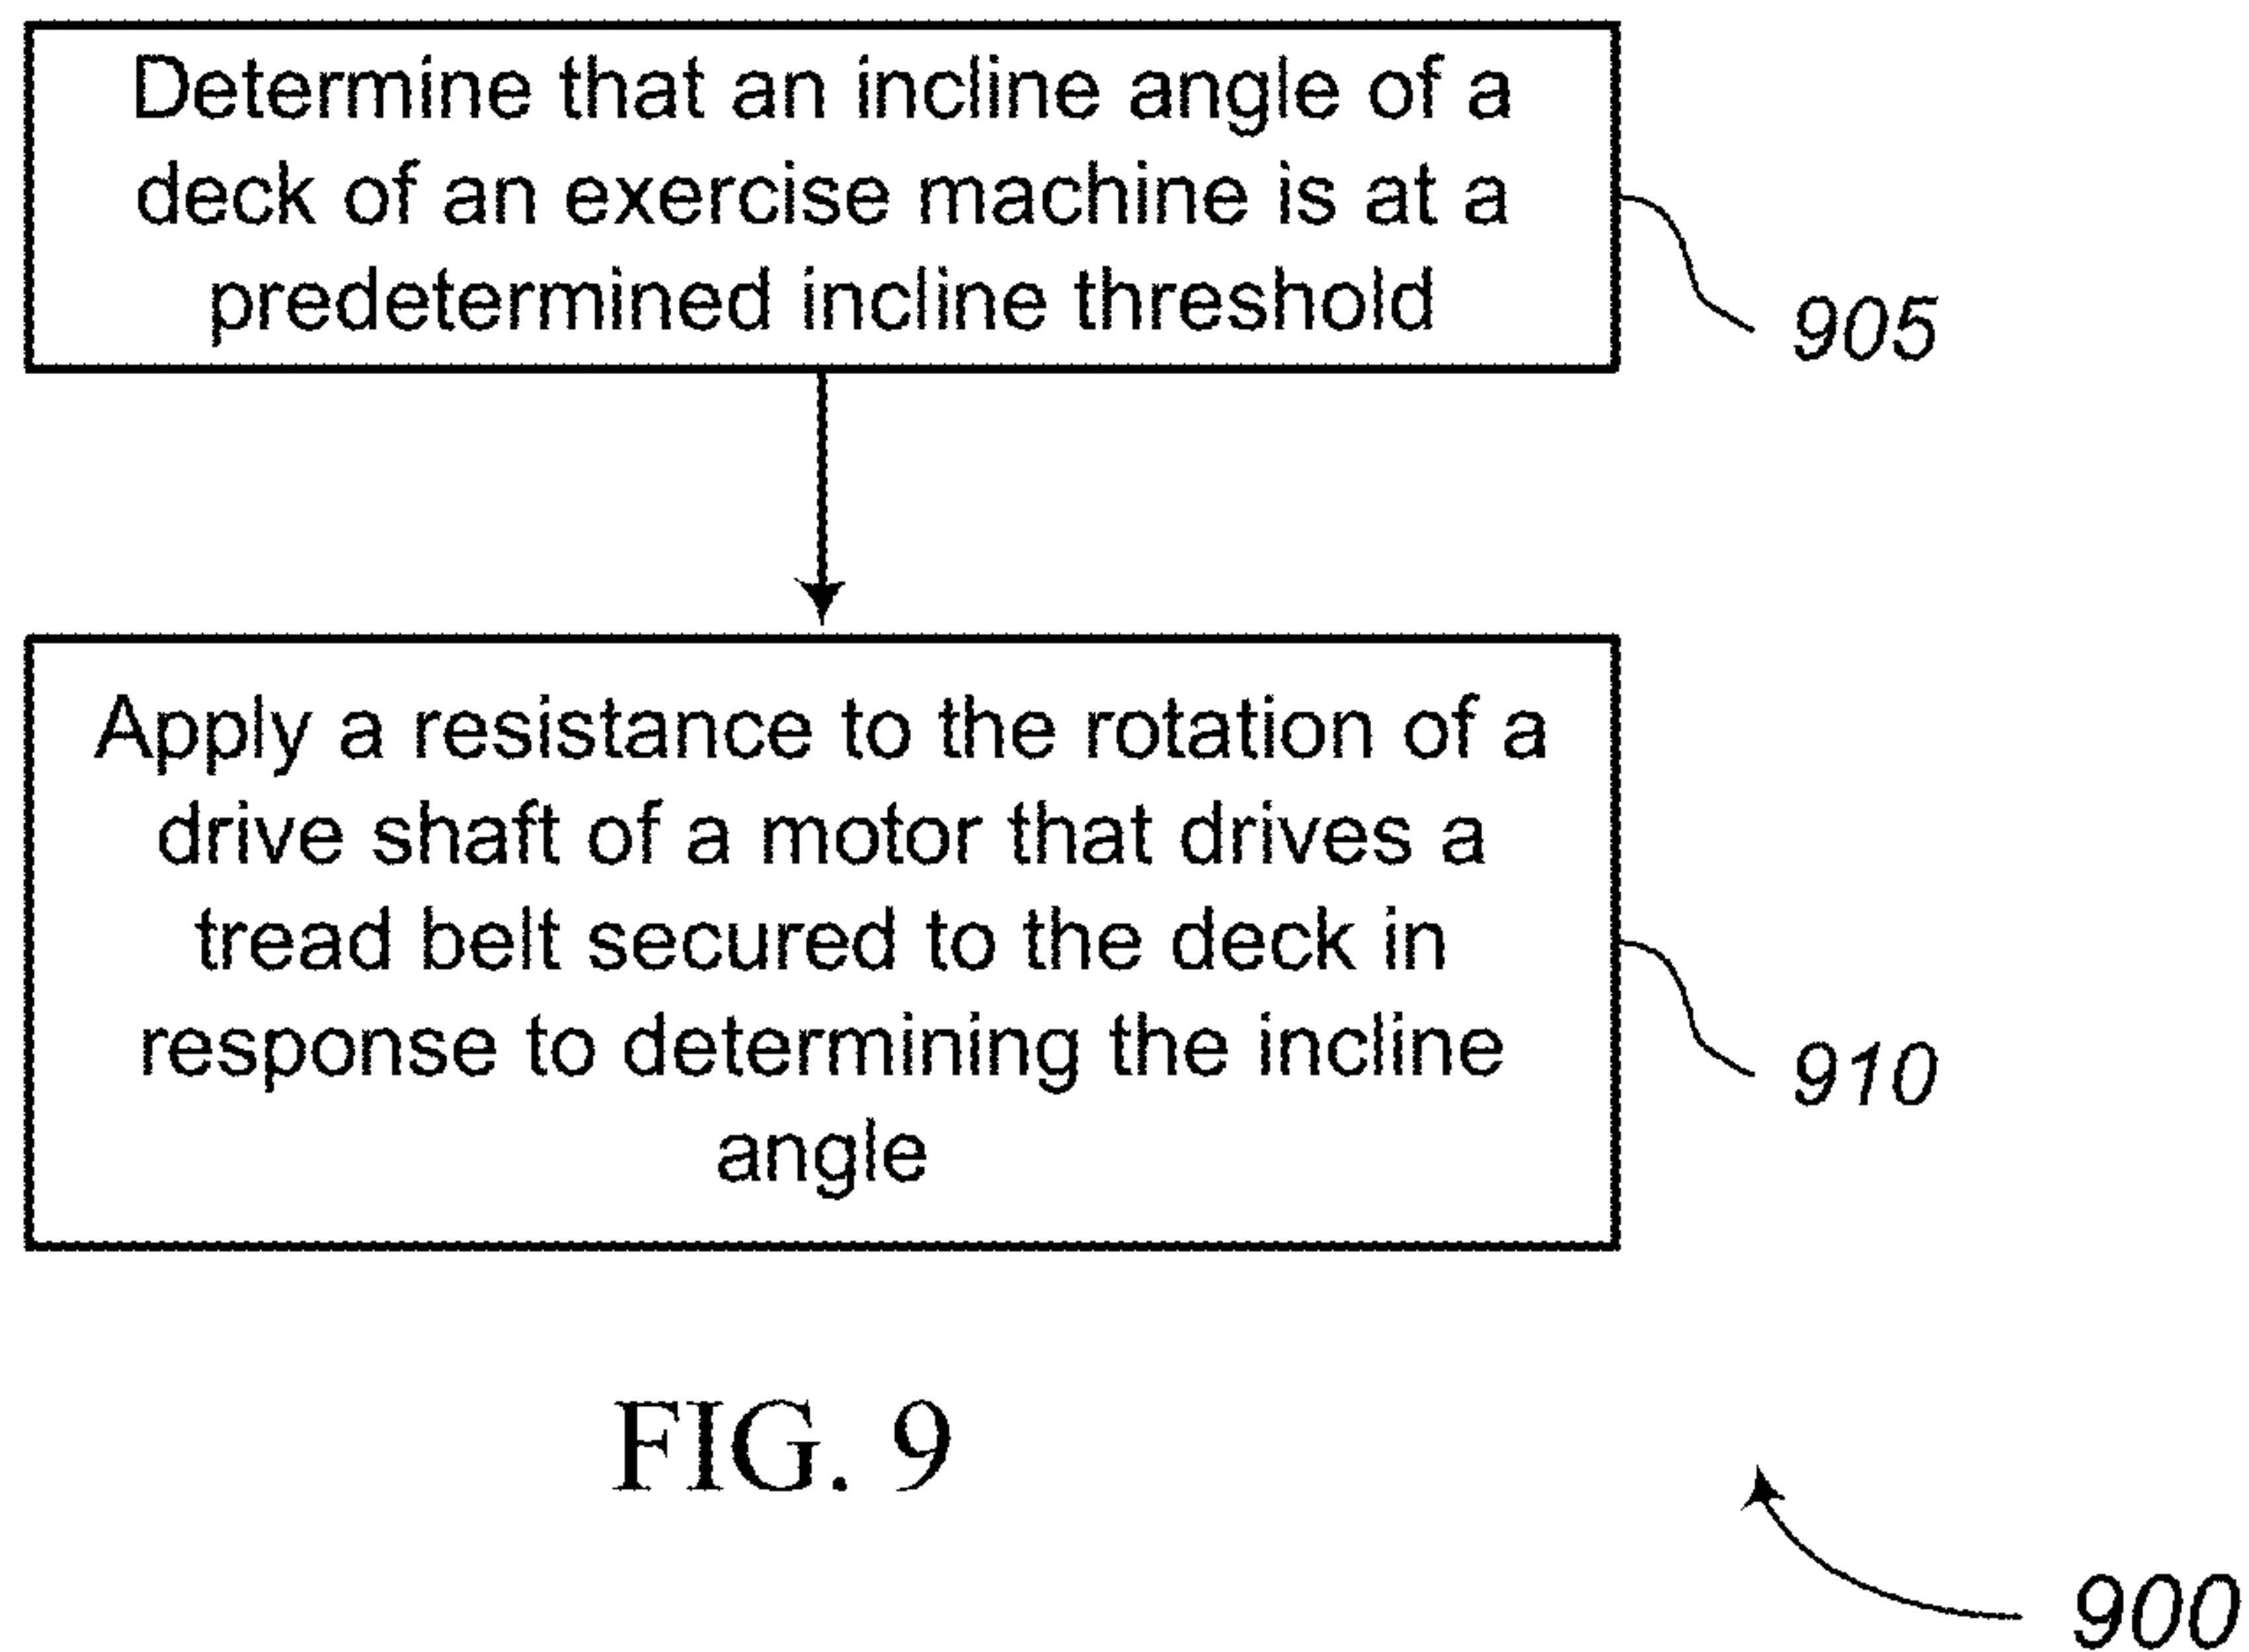 Determine that an incline angle of a
deck of an exercise machine is at a
predetermined incline threshold
905
Apply a resistance to the rotation of a
drive shaft of a motor that drives a
tread belt secured to the deck in
response to determining the incline
angle
910
FIG. 9
900